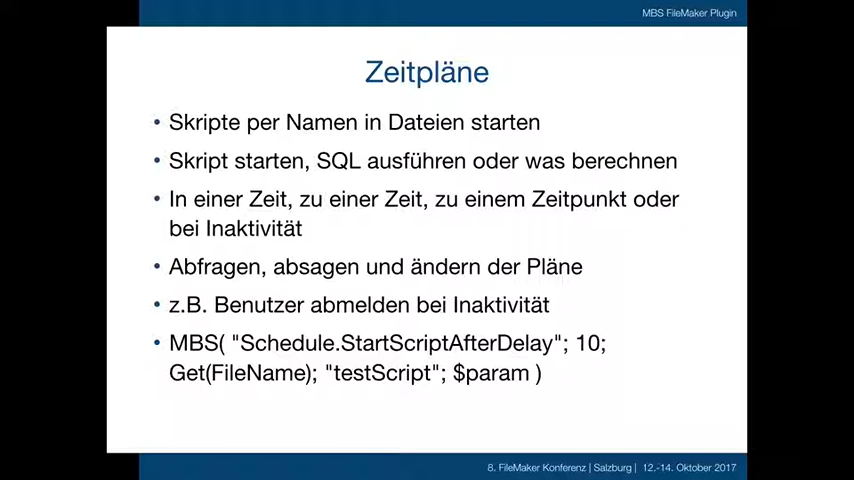 MBS FileMaker Plugin
Zeitpläne
• Skripte per Namen in Dateien starten
• Skript starten, SQL ausführen oder was berechnen
• In einer Zeit, zu einer Zeit, zu einem Zeitpunkt oder
bei Inaktivität
• Abfragen, absagen und ändern der Pläne
• z.B. Benutzer abmelden bei Inaktivität
• MBS( "Schedule.StartScriptAfterDelay"; 10;
Get(FileName); "testScript"; $param )
8. FileMaker Konferenz | Salzburg | 12.-14. Oktober 2017